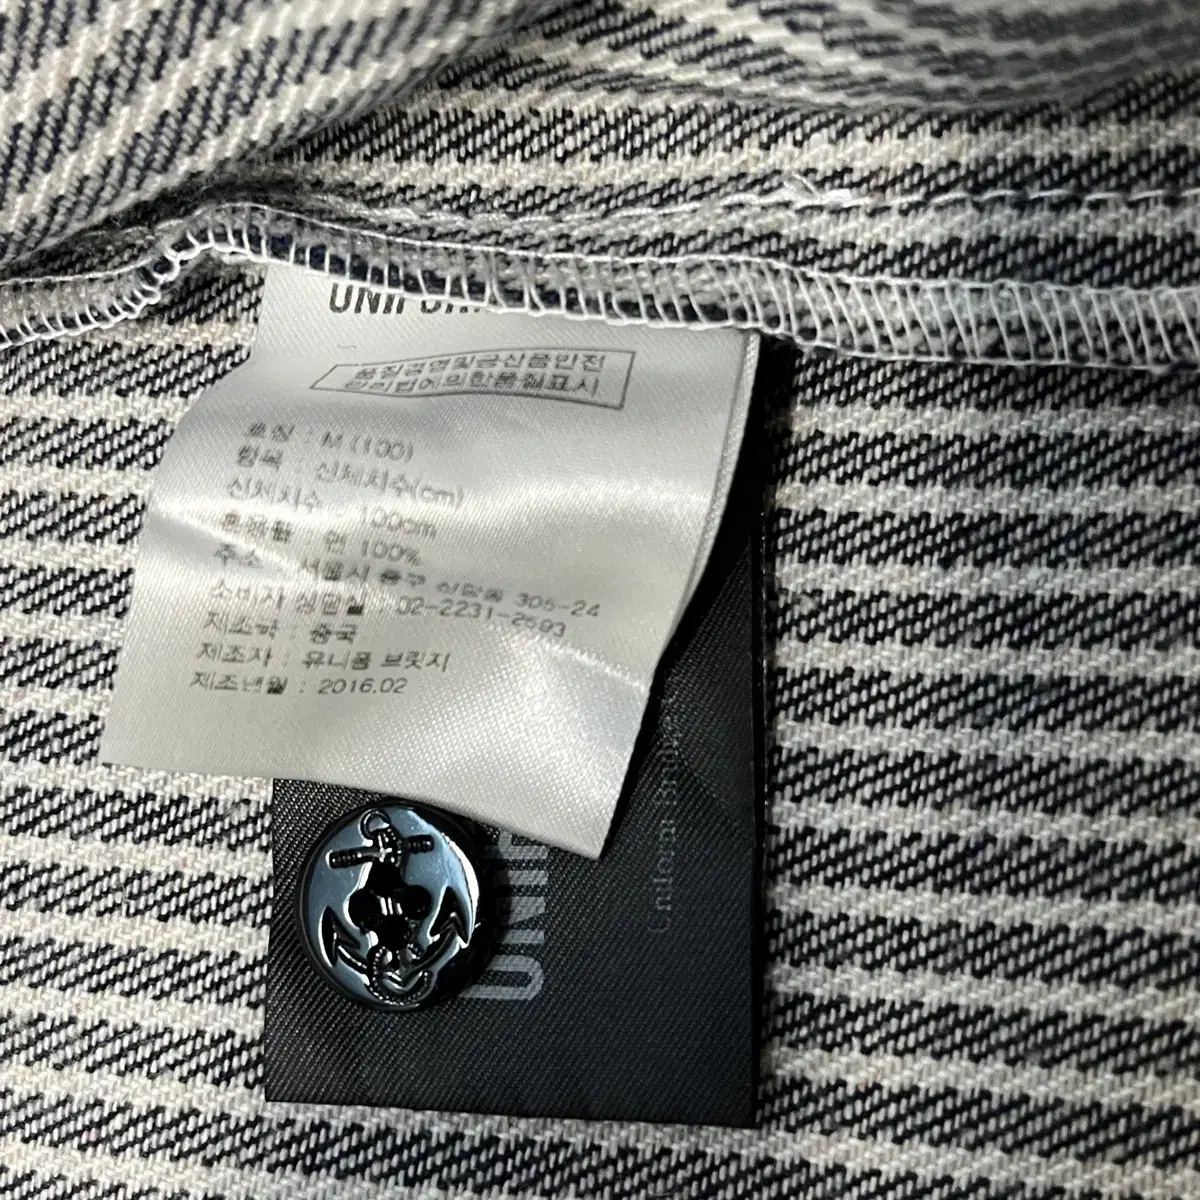 품질경영및공산품안전
관리법에의한품질표시
호칭 : M (100)
항목 : 신체치수(cm)
신체치수 : 100cm
혼용율 : 면 100%
주소 : 서울시 중구 신당동 305-24
소비자 상담실 : 02-2231-2593
제조국 : 중국
제조자 : 유니폼 브릿지
제조년월 : 2016.02
Uniform